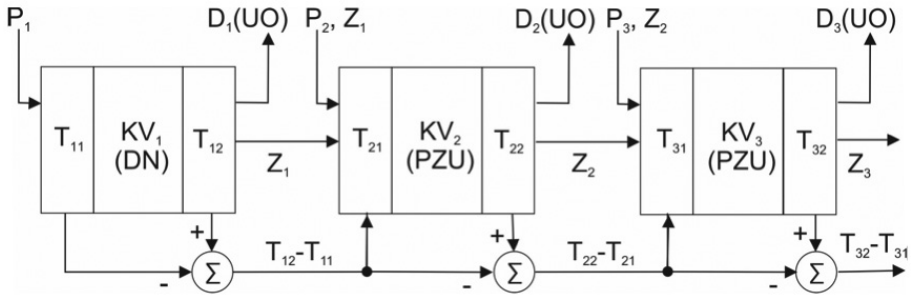 P₁ D₁(UO) P₂, Z₁ D₂(UO) P₃, Z₂ D₃(UO)
T₁₁ KV₁ (DN) T₁₂ T₂₁ KV₂ (PZU) T₂₂ T₃₁ KV₃ (PZU) T₃₂
Z₁ Z₂ Z₃
+ + +
Σ T₁₂-T₁₁ Σ T₂₂-T₂₁ Σ T₃₂-T₃₁
- - -